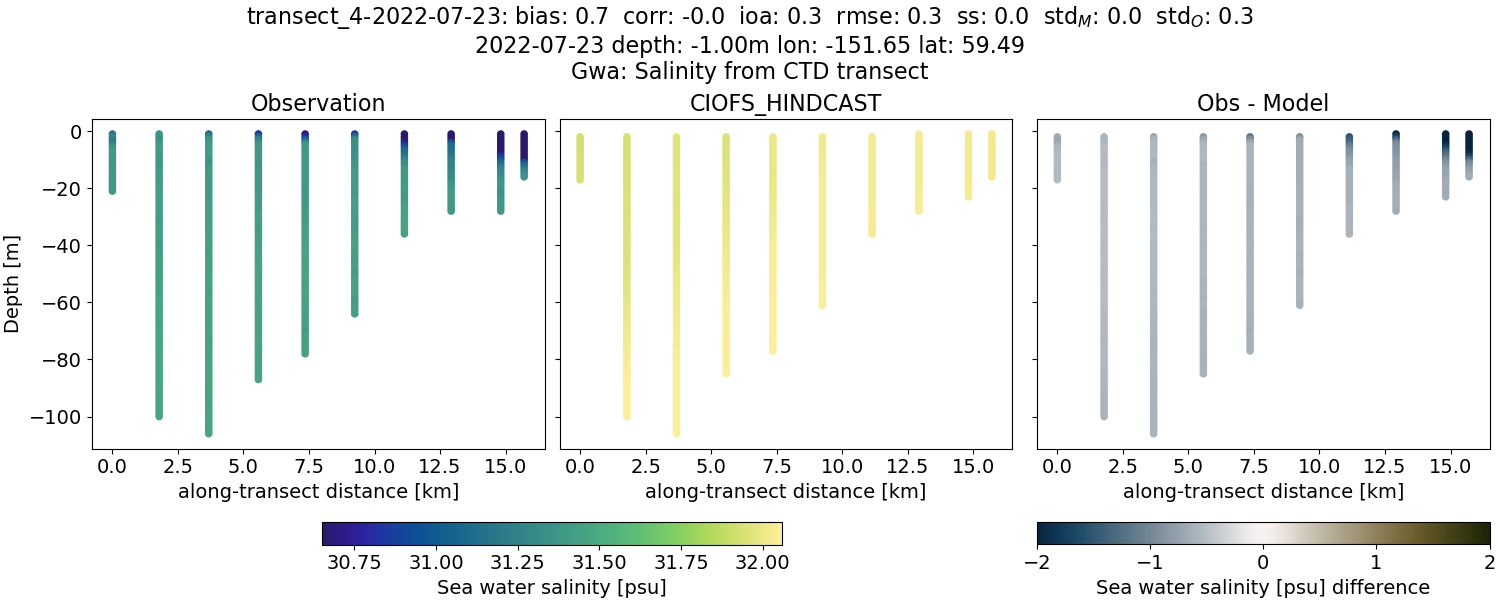 transect_4-2022-07-23: bias: 0.7 corr: -0.0 ioa: 0.3 rmse: 0.3 ss: 0.0 std_M: 0.0 std_O: 0.3
2022-07-23 depth: -1.00m lon: -151.65 lat: 59.49
Gwa: Salinity from CTD transect
Observation
CIOFS_HINDCAST
Obs - Model
Depth [m]
0
−20
−40
−60
−80
−100
0.0 2.5 5.0 7.5 10.0 12.5 15.0
0.0 2.5 5.0 7.5 10.0 12.5 15.0
0.0 2.5 5.0 7.5 10.0 12.5 15.0
along-transect distance [km]
along-transect distance [km]
along-transect distance [km]
30.75 31.00 31.25 31.50 31.75 32.00
Sea water salinity [psu]
−2 −1 0 1 2
Sea water salinity [psu] difference